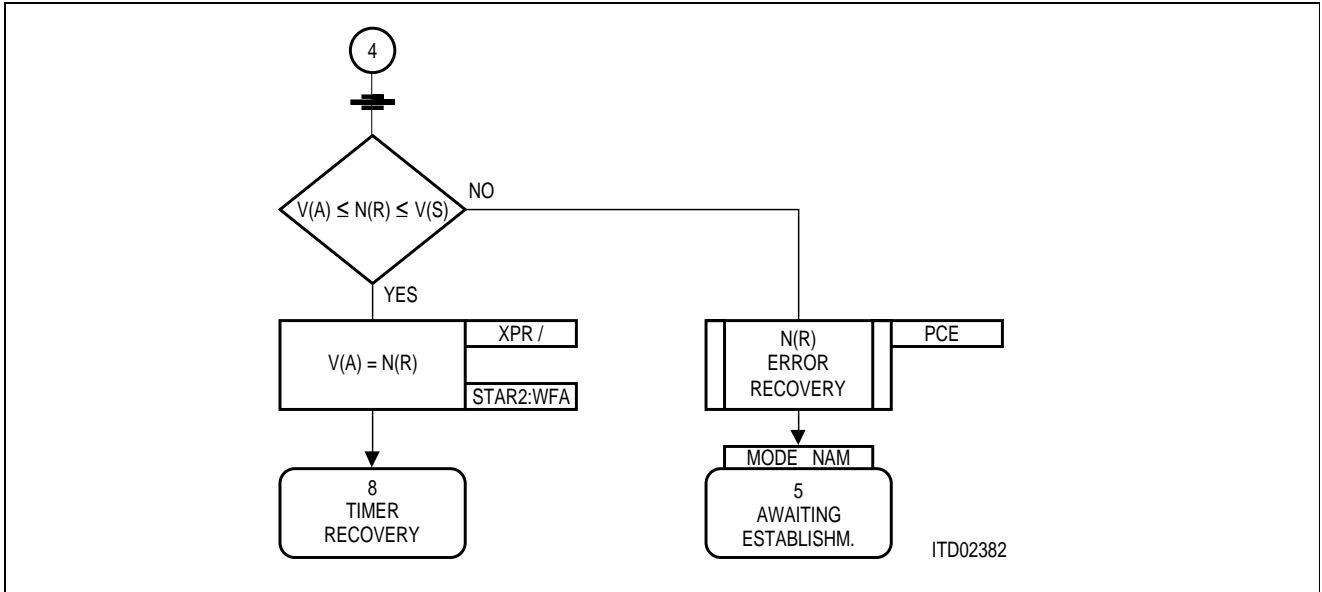 4
V(A) ≤ N(R) ≤ V(S)
NO
YES
V(A) = N(R)
XPR /
STAR2:WFA
N(R)
ERROR
RECOVERY
PCE
8
TIMER
RECOVERY
MODE NAM
5
AWAITING
ESTABLISHM.
ITD02382